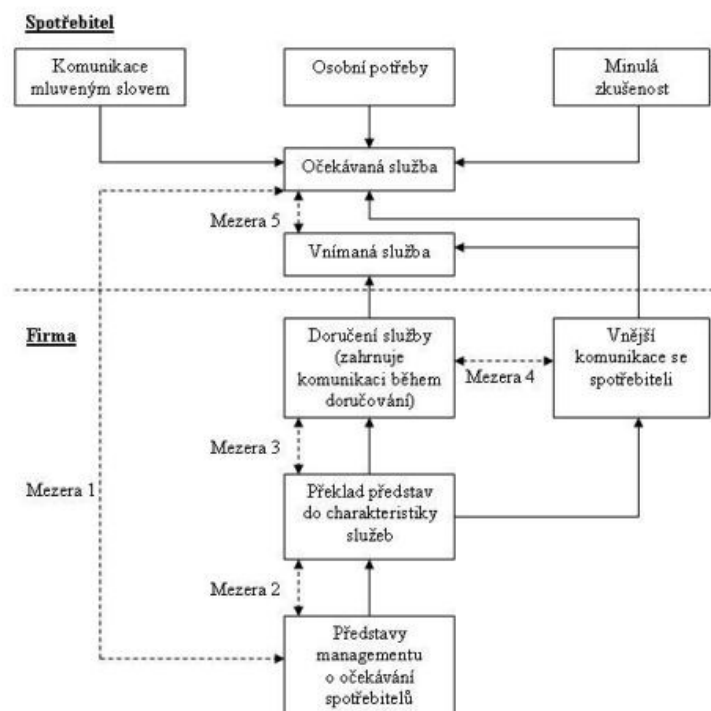 Spotřebitel
Komunikace
mluveným slovem
Osobní potřeby
Minulá
zkušenost
Očekávaná služba
Mezera 5
Vnímaná služba
Firma
Doručení služby
(zahrnuje
komunikaci během
doručování)
Mezera 4
Vnější
komunikace se
spotřebiteli
Mezera 3
Mezera 1
Překlad představ
do charakteristiky
služeb
Mezera 2
Představy
managementu
o očekávání
spotřebitelů